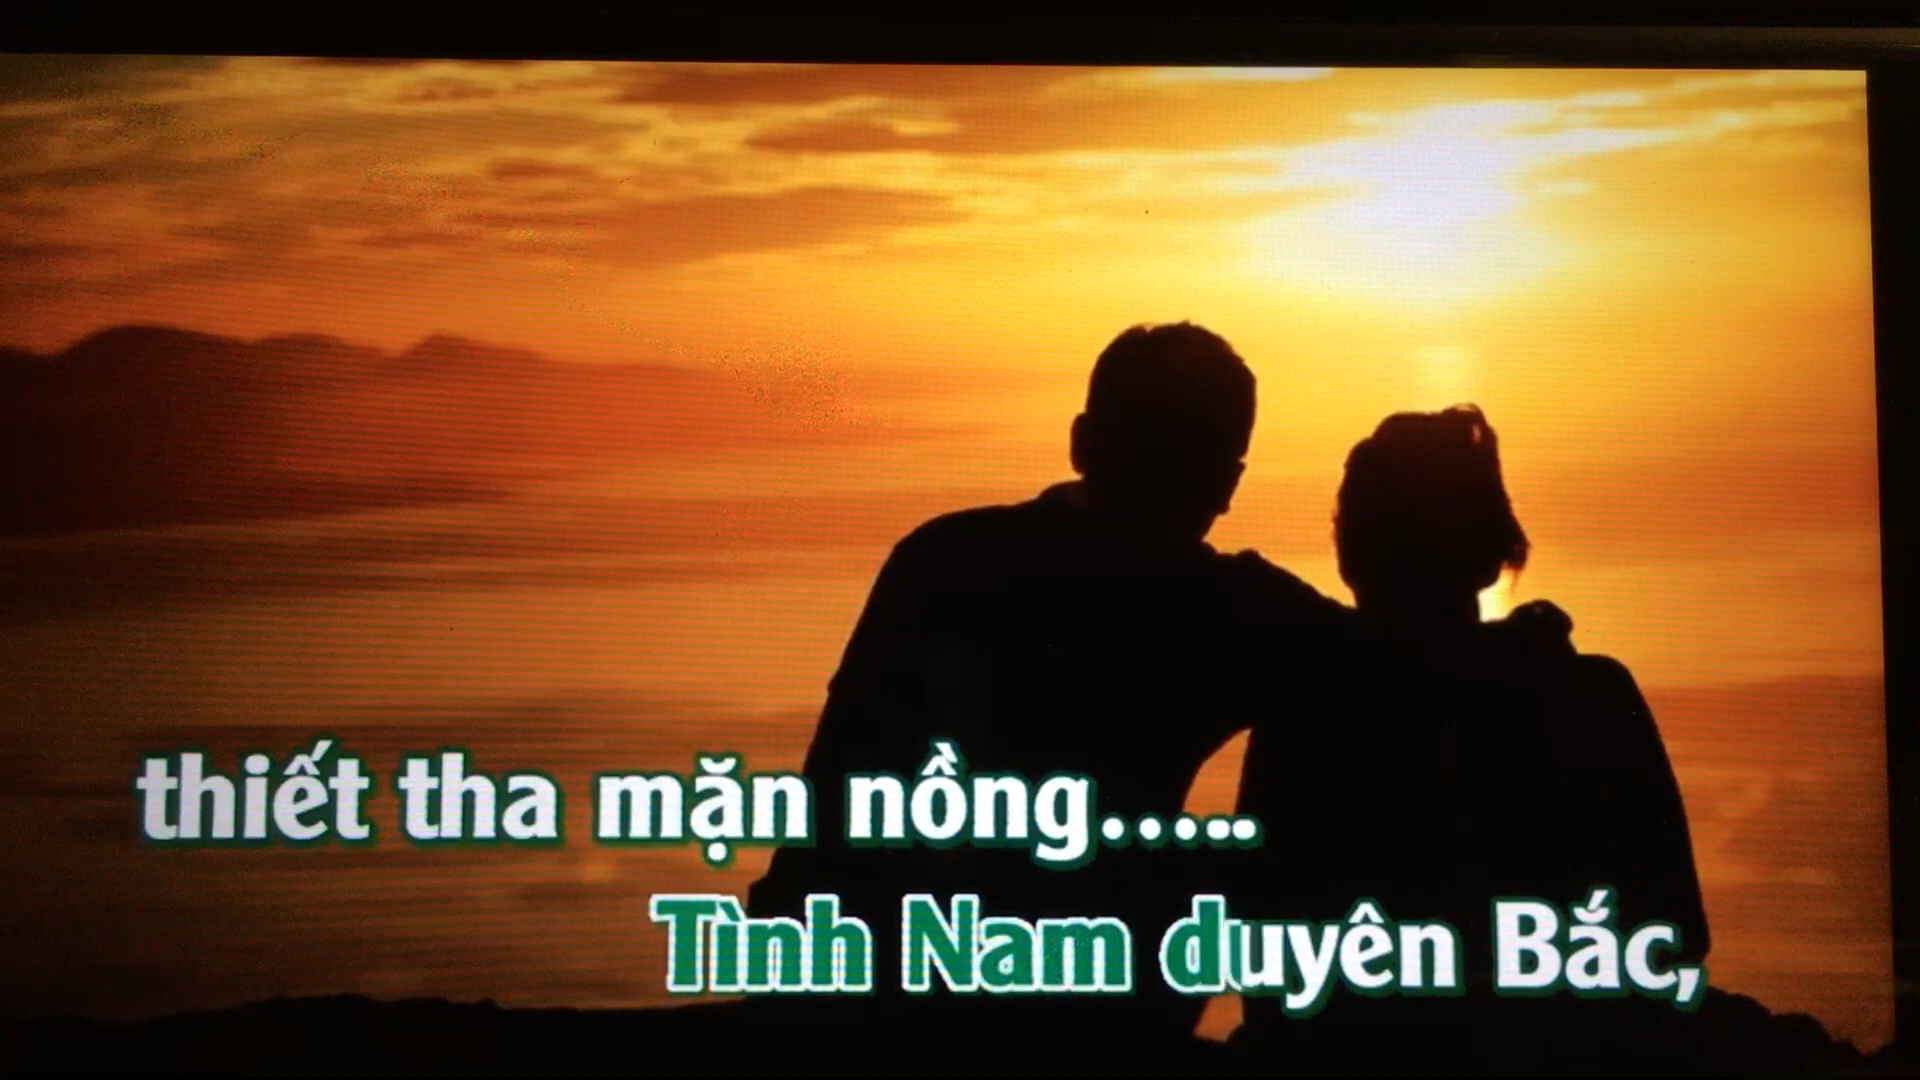 thiết tha mặn nồng.....
Tình Nam duyên Bắc,